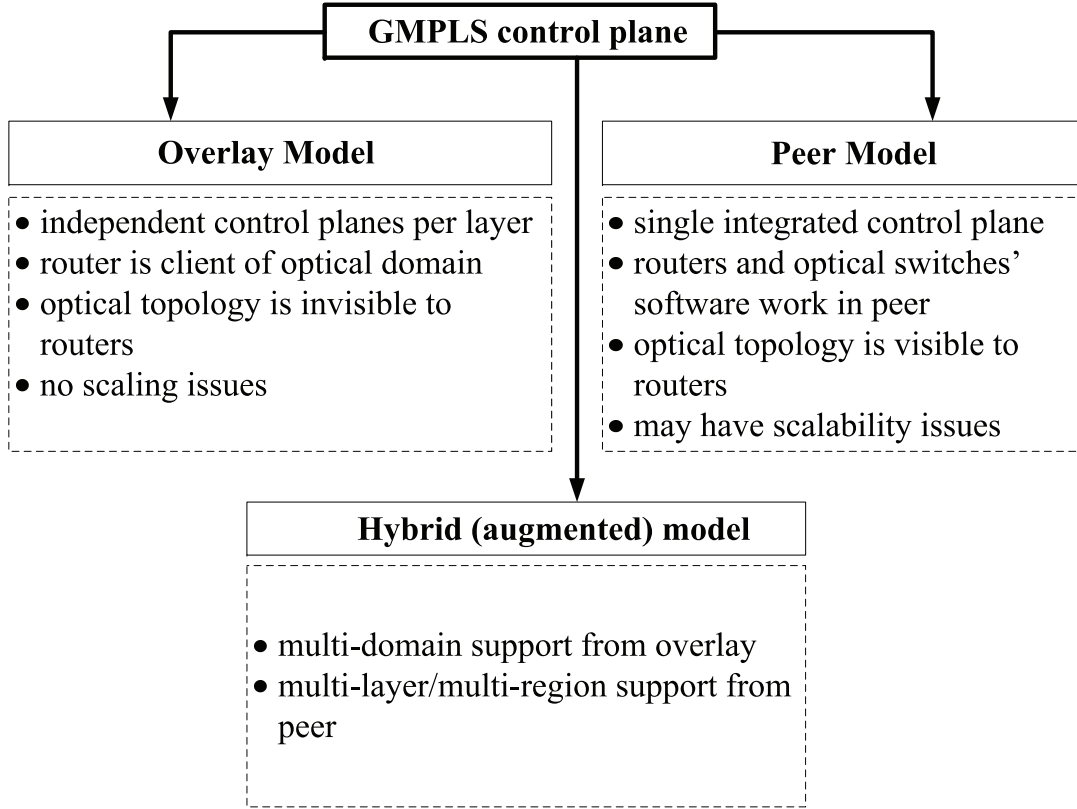 GMPLS control plane
Overlay Model
• independent control planes per layer
• router is client of optical domain
• optical topology is invisible to
routers
• no scaling issues
Peer Model
• single integrated control plane
• routers and optical switches’
software work in peer
• optical topology is visible to
routers
• may have scalability issues
Hybrid (augmented) model
• multi-domain support from overlay
• multi-layer/multi-region support from
peer